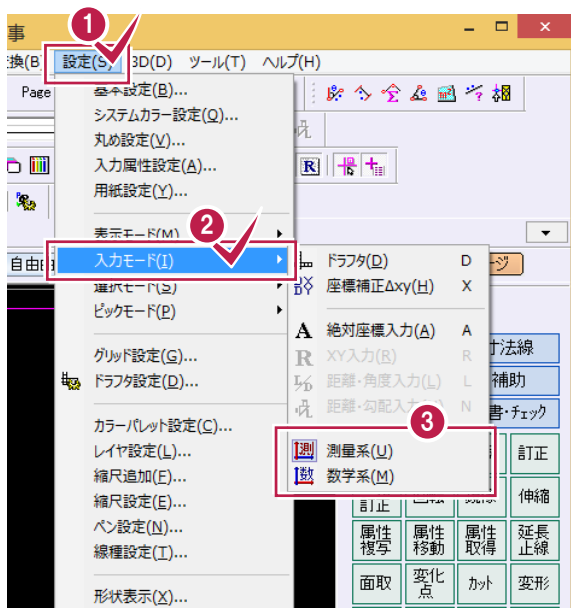 事
1
換(B
設定(S)
3D(D) ツール(T) ヘルプ(H)
Page
基本設定(B)...
システムカラー設定(Q)...
丸め設定(V)...
入力属性設定(A)...
R
用紙設定(Y)...
2
表示モード(M)
入力モード(I)
選択モード(S)
ピックモード(P)
自由
グリッド設定(G)...
ドラフタ設定(D)...
カラーパレット設定(C)...
レイヤ設定(L)...
縮尺追加(F)...
縮尺設定(E)...
ペン設定(N)...
線種設定(T)...
形状表示(X)...
ドラフタ(D) D
座標補正Δxy(H) X
A 絶対座標入力(A) A
R XY入力(R) R
距離・角度入力(L) L
距離・勾配入 N
3
測 測量系(U)
数 数学系(M)
ージ
寸法線
補助
書・チェック
訂正
訂正
伸縮
属性複写
属性移動
属性取得
延長止線
面取
変化点
カット
変形